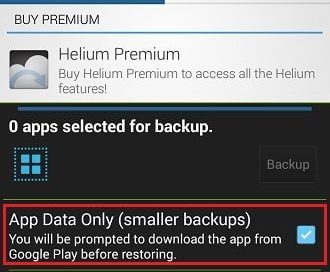 BUY PREMIUM
Helium Premium
Buy Helium Premium to access all the Helium
features!
0 apps selected for backup.
Backup
App Data Only (smaller backups)
You will be prompted to download the app from
Google Play before restoring.